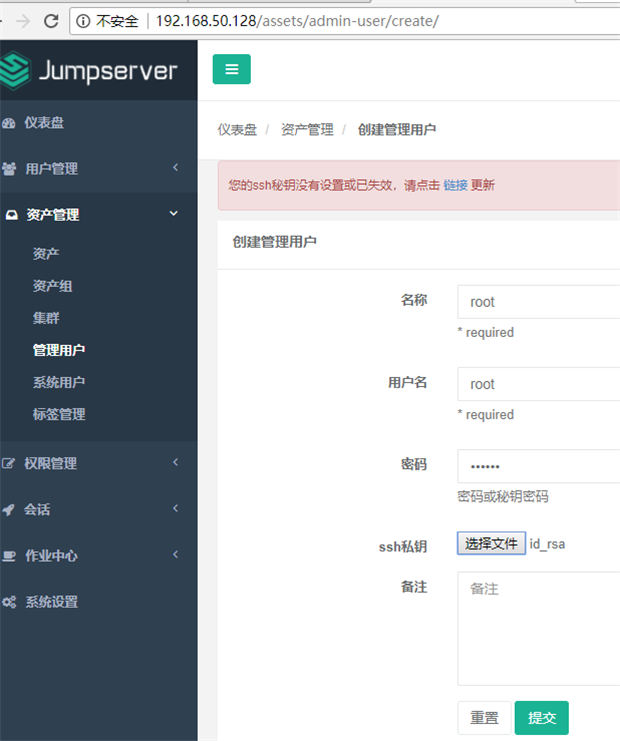 不安全 192.168.50.128/assets/admin-user/create/
Jumpserver
仪表盘
用户管理
资产管理
资产
资产组
集群
管理用户
系统用户
标签管理
权限管理
会话
作业中心
系统设置
仪表盘 / 资产管理 / 创建管理用户
您的ssh秘钥没有设置或已失效，请点击 链接 更新
创建管理用户
名称 root
* required
用户名 root
* required
密码 ••••••
密码或秘钥密码
ssh私钥 选择文件 id_rsa
备注 备注
重置 提交